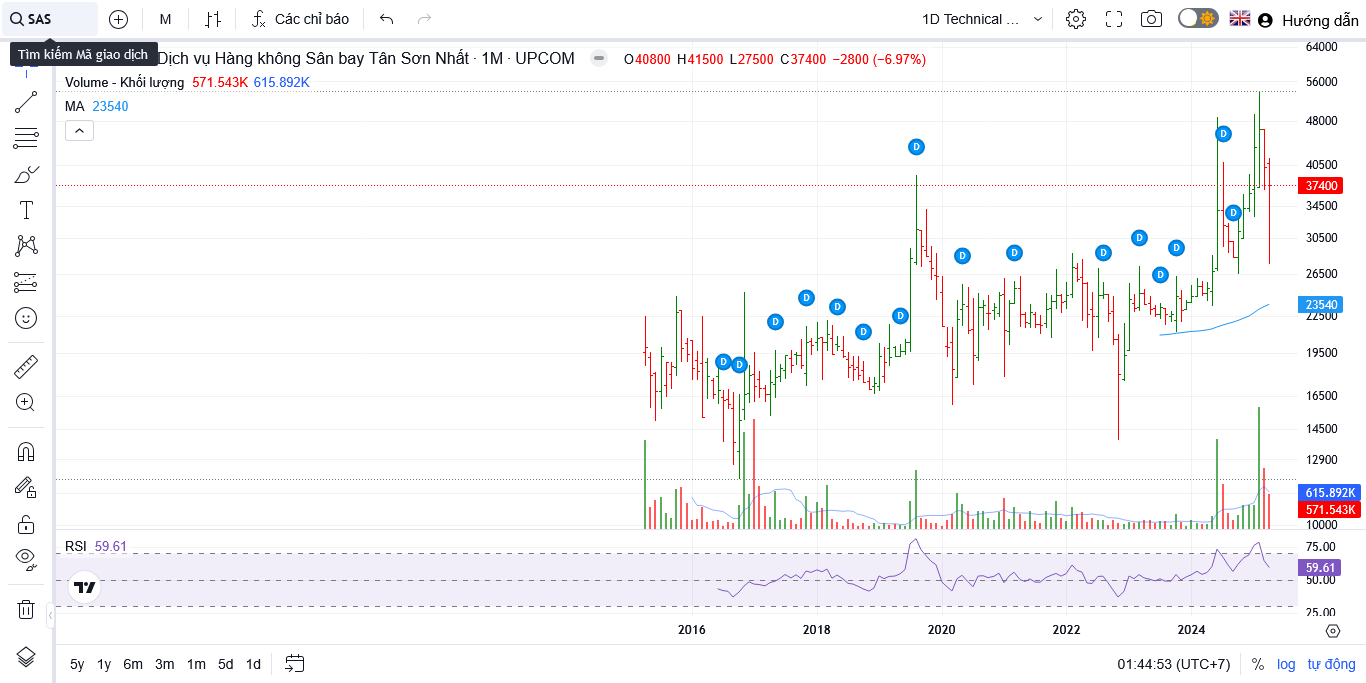 SAS
M
Các chỉ báo
1D Technical ...
Hướng dẫn
Tìm kiếm Mã giao dịch
Dịch vụ Hàng không Sân bay Tân Sơn Nhất · 1M · UPCOM
O40800 H41500 L27500 C37400 −2800 (−6.97%)
Volume - Khối lượng 571.543K 615.892K
MA 23540
64000
56000
48000
40500
37400
34500
30500
26500
23540
22500
19500
16500
14500
12900
615.892K
571.543K
10000
D D D D D D D D D D D D D D D D
RSI 59.61
75.00
59.61
50.00
25.00
2016 2018 2020 2022 2024
5y 1y 6m 3m 1m 5d 1d
01:44:53 (UTC+7) % log tự động